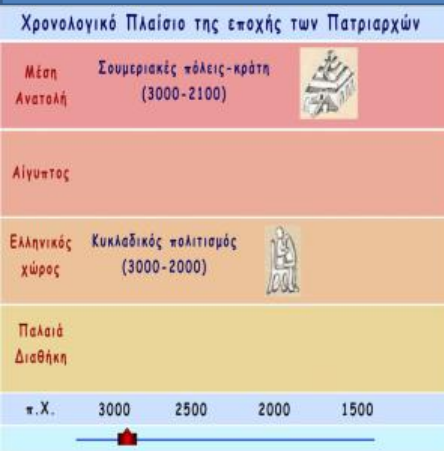 Χρονολογικό Πλαίσιο της εποχής των Πατριαρχών
Μέση
Ανατολή
Σουμεριακές πόλεις-κράτη
(3000-2100)
Αίγυπτος
Ελληνικός
χώρος
Κυκλαδικός πολιτισμός
(3000-2000)
Παλαιά
Διαθήκη
π.Χ. 3000 2500 2000 1500